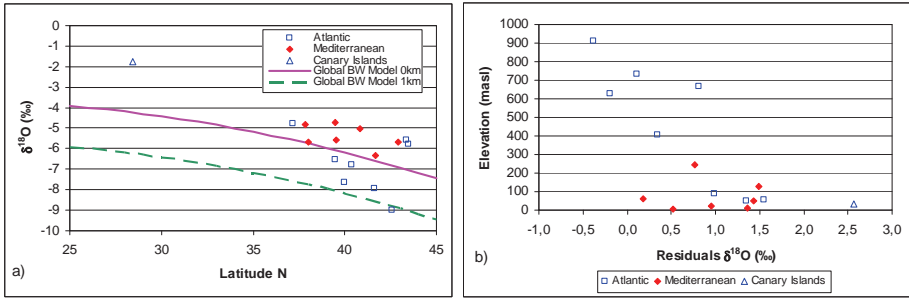 0
-1
-2
-3
-4
-5
-6
-7
-8
-9
-10
δ¹⁸O (‰)
25 30 35 40 45
Latitude N
a)
Atlantic
Mediterranean
Canary Islands
Global BW Model 0km
Global BW Model 1km
1000
900
800
700
600
500
400
300
200
100
0
Elevation (masl)
-1,0 -0,5 0,0 0,5 1,0 1,5 2,0 2,5 3,0
Residuals δ¹⁸O (‰)
b)
Atlantic Mediterranean Canary Islands